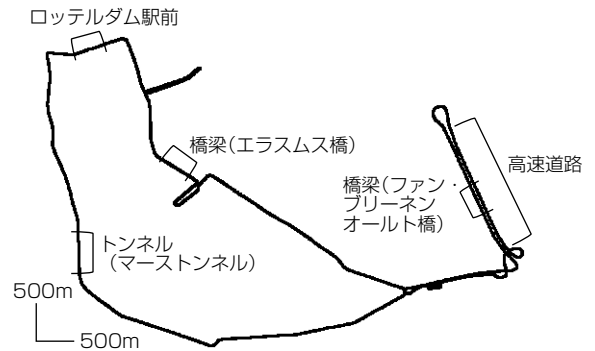 ロッテルダム駅前
橋梁（エラスムス橋）
高速道路
橋梁（ファン・
ブリーネン
オールト橋）
トンネル
（マーストンネル）
500m
500m